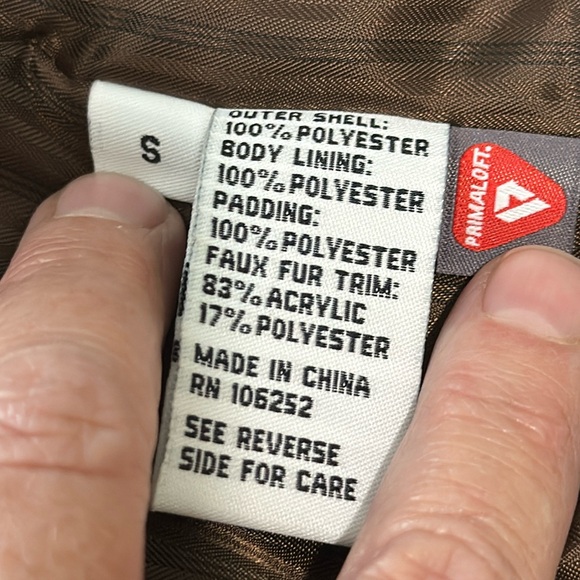 S
OUTER SHELL:
100% POLYESTER
BODY LINING:
100% POLYESTER
PADDING:
100% POLYESTER
FAUX FUR TRIM:
83% ACRYLIC
17% POLYESTER
MADE IN CHINA
RN 106252
SEE REVERSE
SIDE FOR CARE
PRIMALOFT.